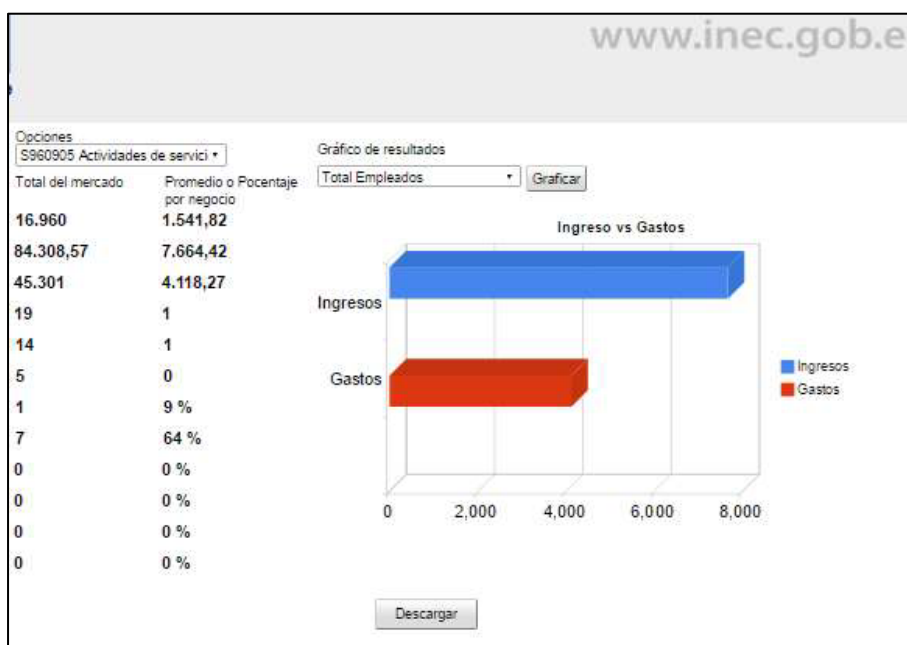 www.inec.gob.e
Opciones
S960905 Actividades de servici
Total del mercado
Promedio o Pocentaje
por negocio
16.960 1.541,82
84.308,57 7.664,42
45.301 4.118,27
19 1
14 1
5 0
1 9 %
7 64 %
0 0 %
0 0 %
0 0 %
0 0 %
Gráfico de resultados
Total Empleados
Graficar
Ingreso vs Gastos
Ingresos
Gastos
Ingresos
Gastos
0 2,000 4,000 6,000 8,000
Descargar